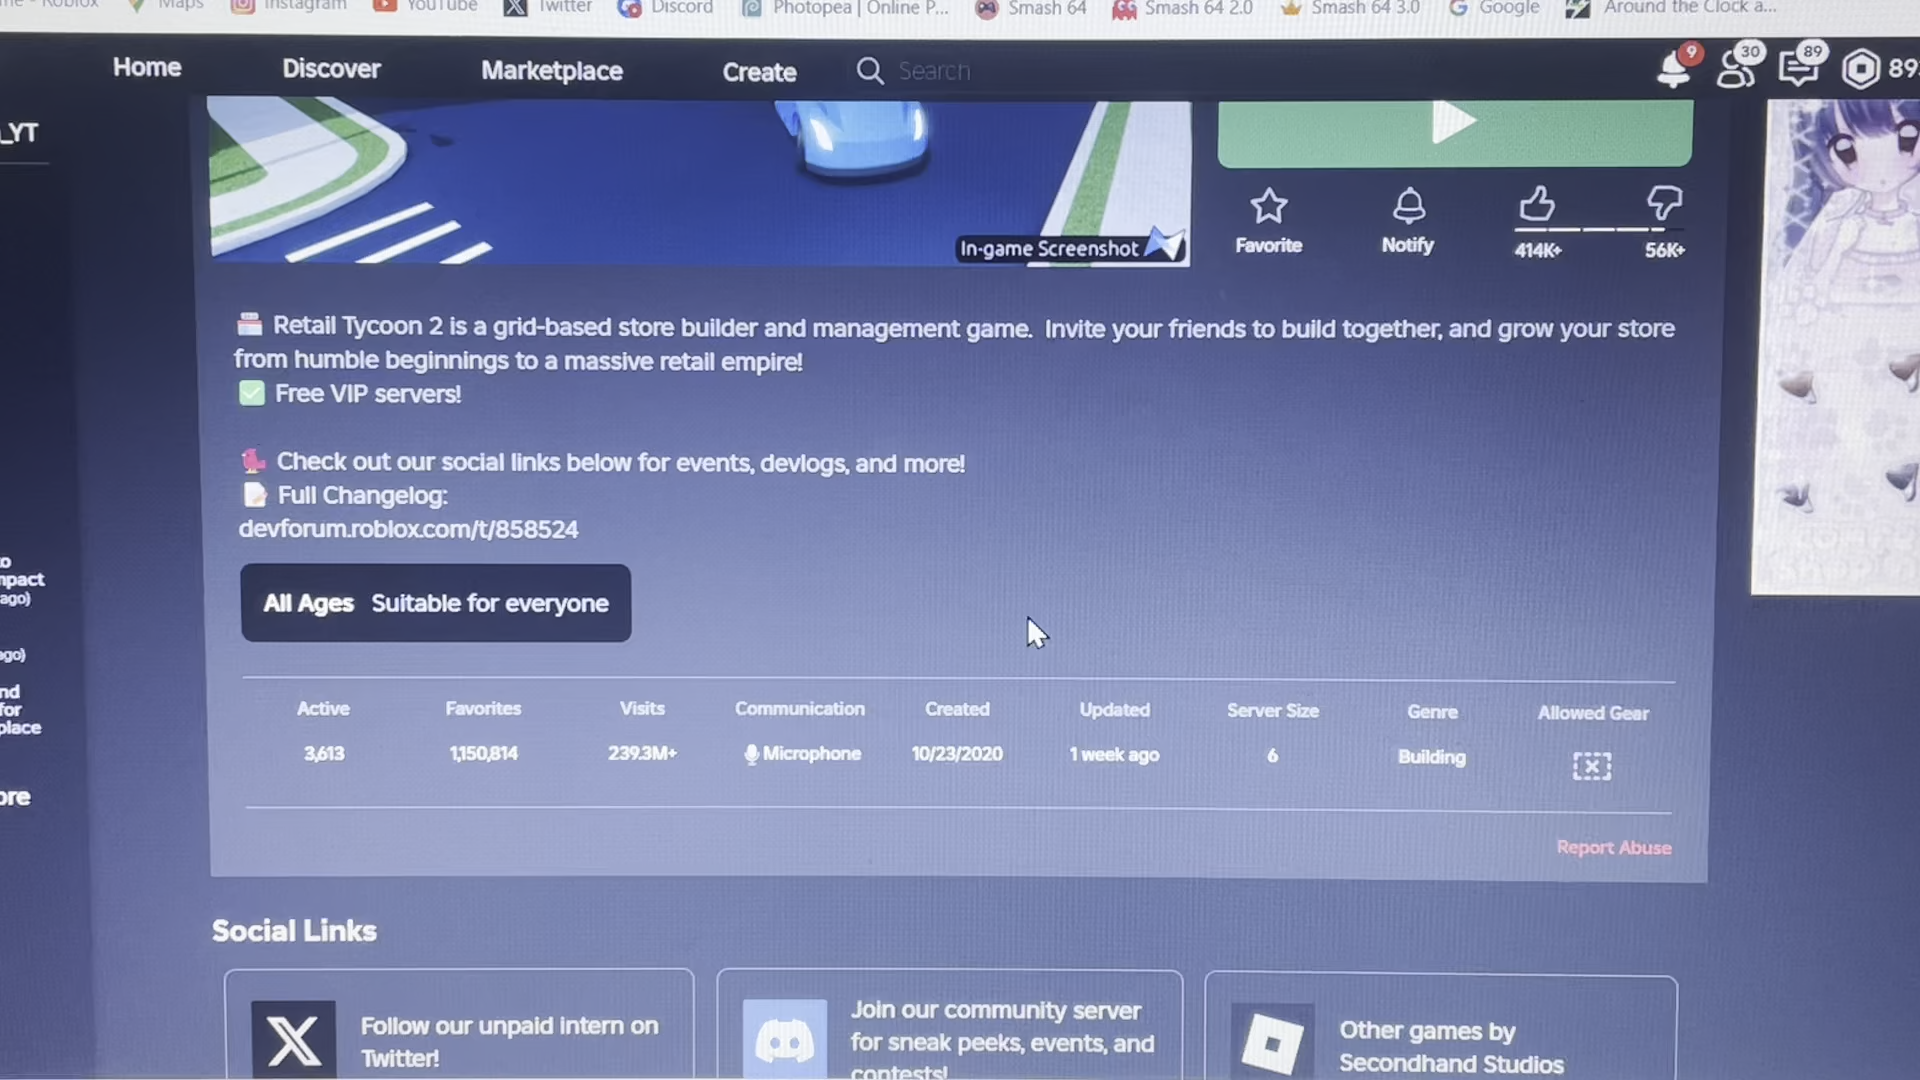 Roblox
Maps
Instagram
YouTube
Twitter
Discord
Photopea | Online P...
Smash 64
Smash 64 2.0
Smash 64 3.0
Google
Around the Clock a...
Home
Discover
Marketplace
Create
Search
9
30
89
_YT
In-game Screenshot
Favorite
Notify
414K+
56K+
Retail Tycoon 2 is a grid-based store builder and management game. Invite your friends to build together, and grow your store
from humble beginnings to a massive retail empire!
Free VIP servers!
Check out our social links below for events, devlogs, and more!
Full Changelog:
devforum.roblox.com/t/858524
All Ages Suitable for everyone
ago)
place
Active
Favorites
Visits
Communication
Created
Updated
Server Size
Genre
Allowed Gear
3,613
1,150,814
239.3M+
Microphone
10/23/2020
1 week ago
6
Building
Report Abuse
Social Links
Follow our unpaid intern on
Twitter!
Join our community server
for sneak peeks, events, and
contests!
Other games by
Secondhand Studios